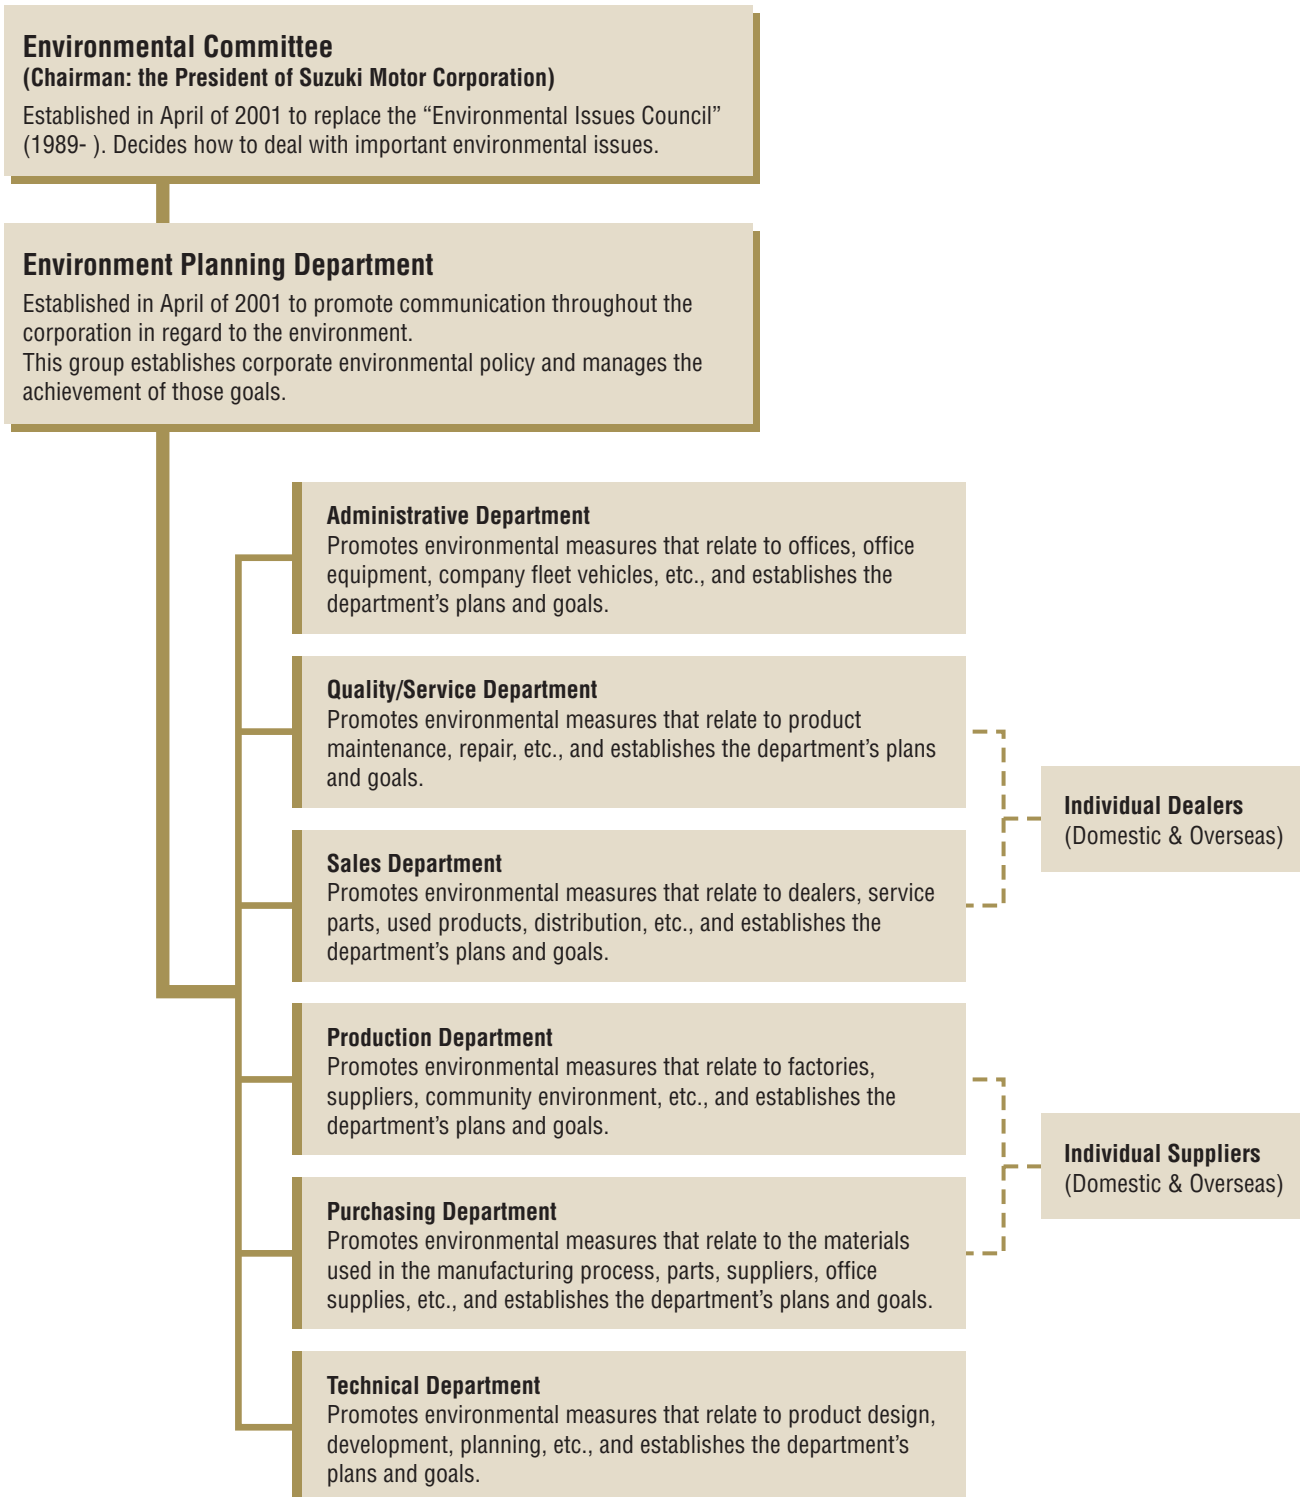 Environmental Committee
(Chairman: the President of Suzuki Motor Corporation)
Established in April of 2001 to replace the “Environmental Issues Council”
(1989- ). Decides how to deal with important environmental issues.
Environment Planning Department
Established in April of 2001 to promote communication throughout the
corporation in regard to the environment.
This group establishes corporate environmental policy and manages the
achievement of those goals.
Administrative Department
Promotes environmental measures that relate to offices, office
equipment, company fleet vehicles, etc., and establishes the
department’s plans and goals.
Quality/Service Department
Promotes environmental measures that relate to product
maintenance, repair, etc., and establishes the department’s plans
and goals.
Individual Dealers
(Domestic & Overseas)
Sales Department
Promotes environmental measures that relate to dealers, service
parts, used products, distribution, etc., and establishes the
department’s plans and goals.
Production Department
Promotes environmental measures that relate to factories,
suppliers, community environment, etc., and establishes the
department’s plans and goals.
Individual Suppliers
(Domestic & Overseas)
Purchasing Department
Promotes environmental measures that relate to the materials
used in the manufacturing process, parts, suppliers, office
supplies, etc., and establishes the department’s plans and goals.
Technical Department
Promotes environmental measures that relate to product design,
development, planning, etc., and establishes the department’s
plans and goals.